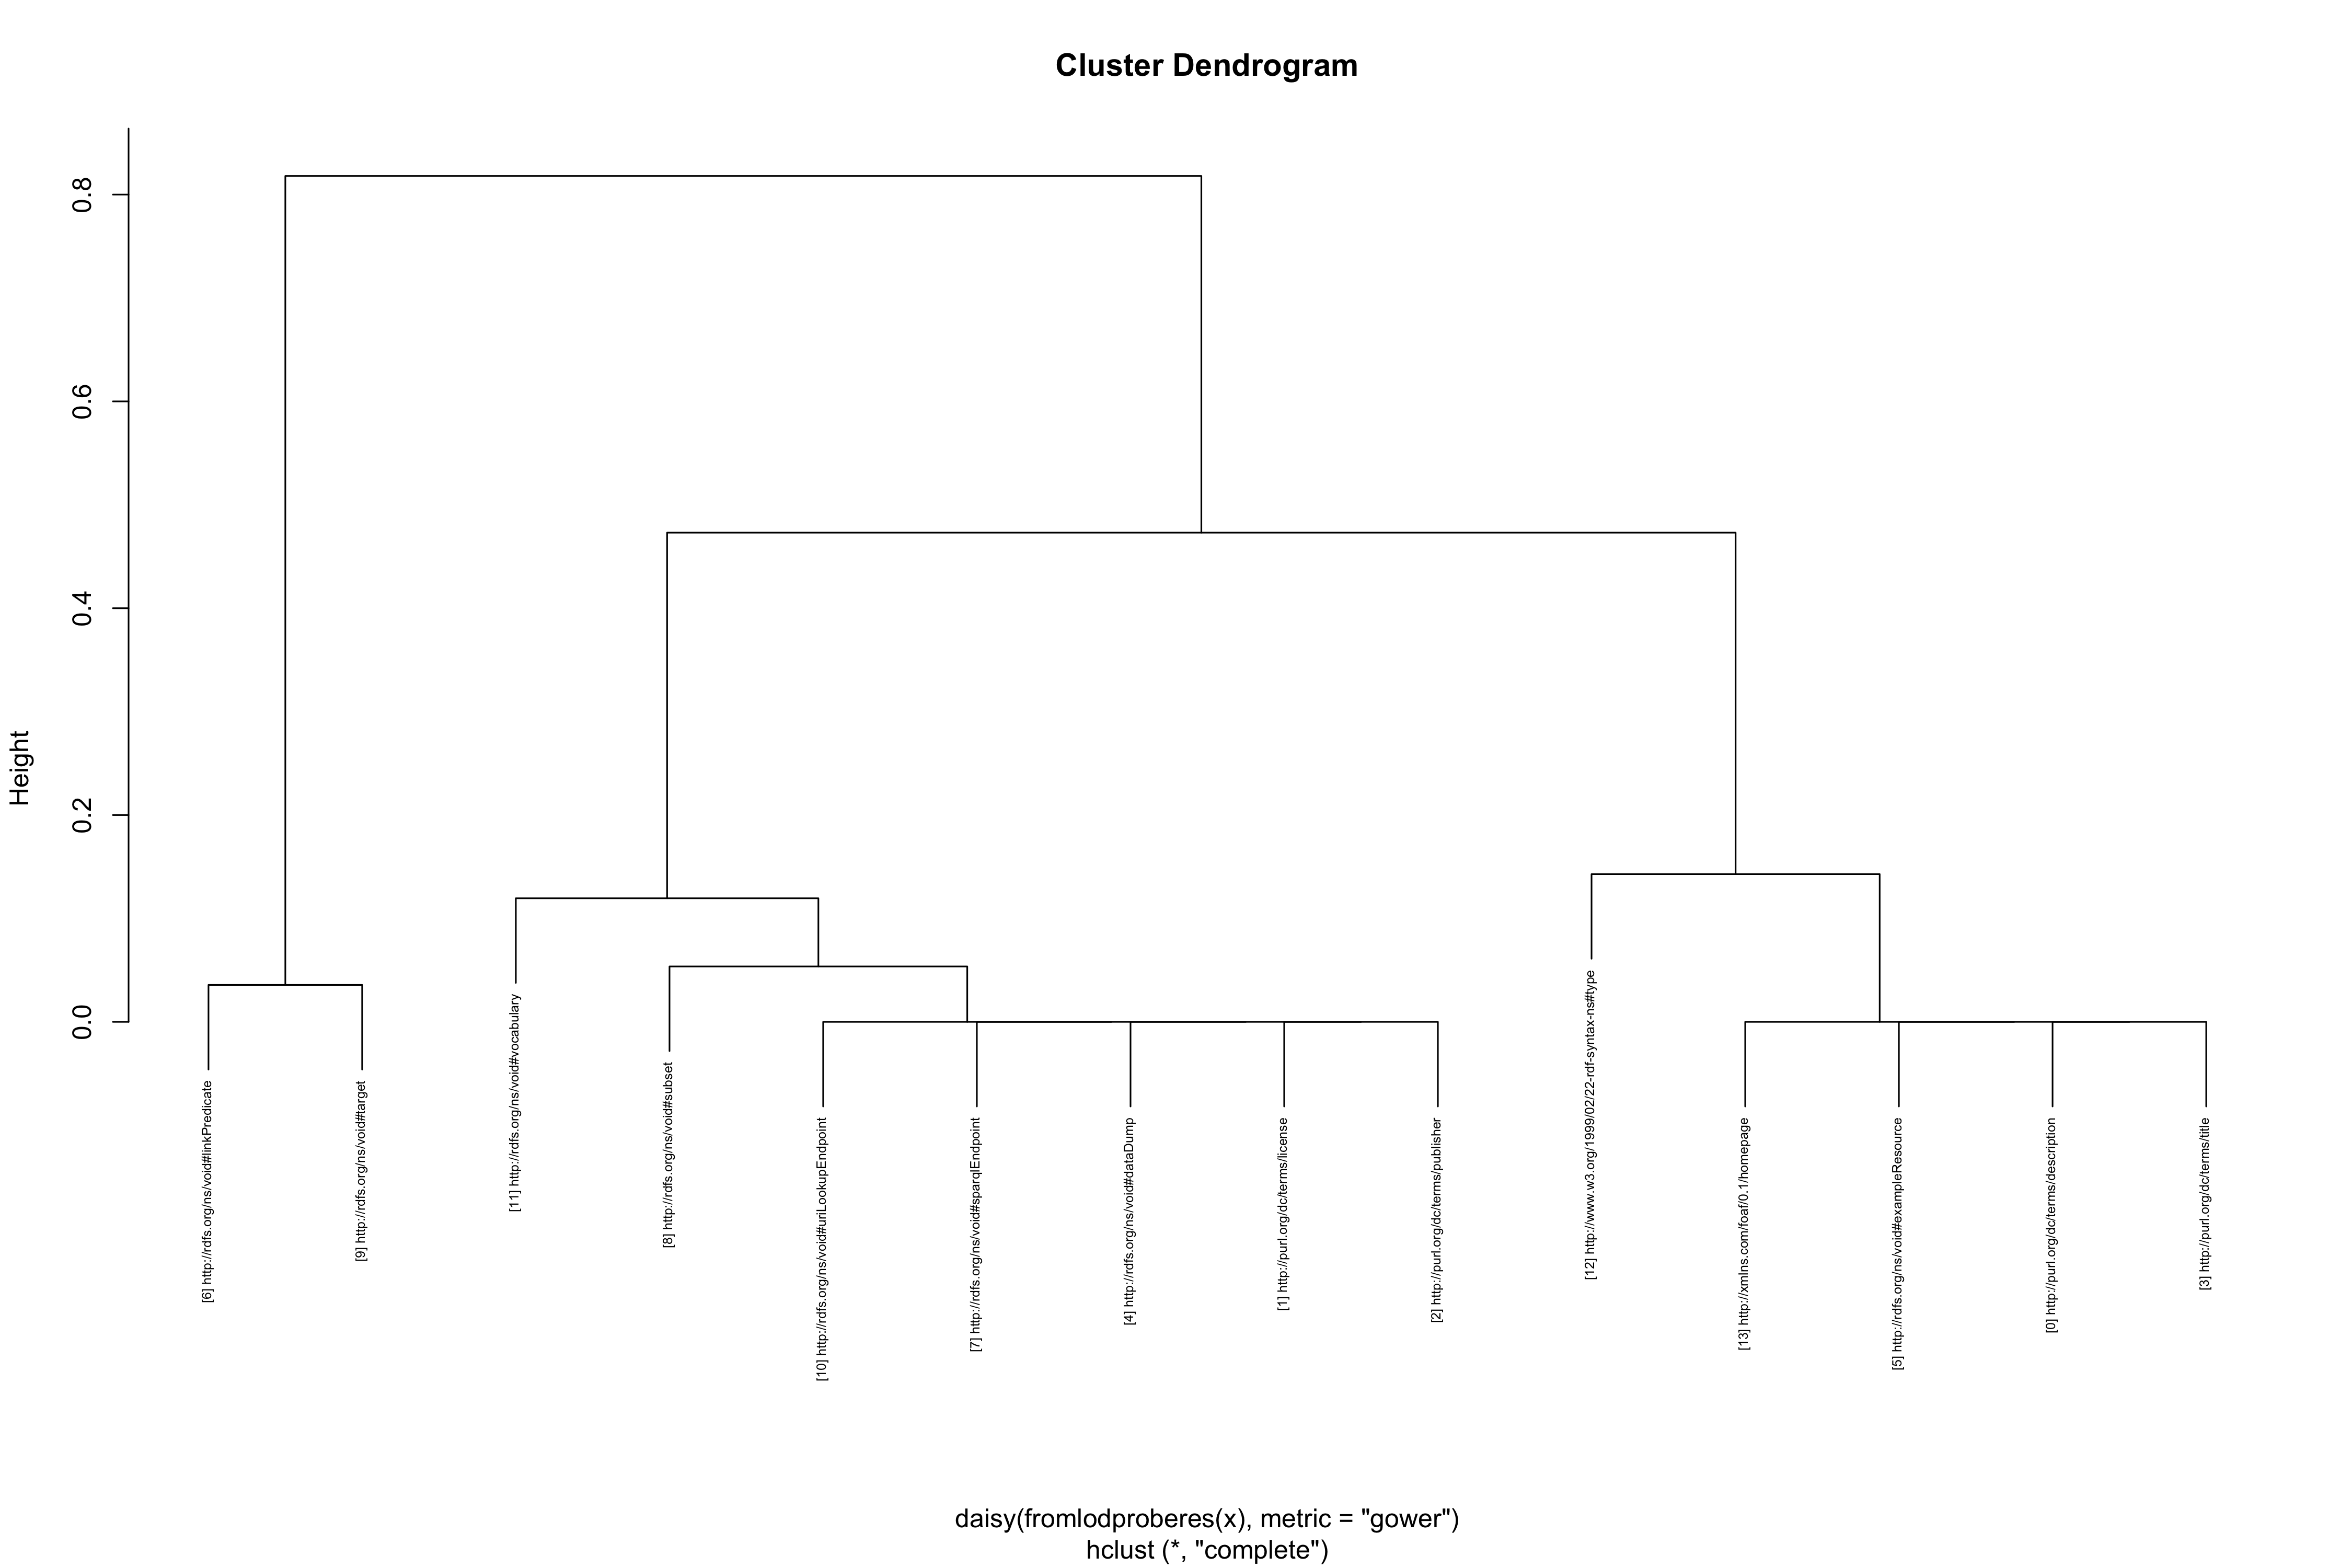 Cluster Dendrogram
Height
0.8
0.6
0.4
0.2
0.0
[6] http://rdfs.org/ns/void#linkPredicate
[9] http://rdfs.org/ns/void#target
[11] http://rdfs.org/ns/void#vocabulary
[8] http://rdfs.org/ns/void#subset
[10] http://rdfs.org/ns/void#uriLookupEndpoint
[7] http://rdfs.org/ns/void#sparqlEndpoint
[4] http://rdfs.org/ns/void#dataDump
[1] http://purl.org/dc/terms/license
[2] http://purl.org/dc/terms/publisher
[12] http://www.w3.org/1999/02/22-rdf-syntax-ns#type
[13] http://xmlns.com/foaf/0.1/homepage
[5] http://rdfs.org/ns/void#exampleResource
[0] http://purl.org/dc/terms/description
[3] http://purl.org/dc/terms/title
daisy(fromlodproberes(x), metric = "gower")
hclust (*, "complete")